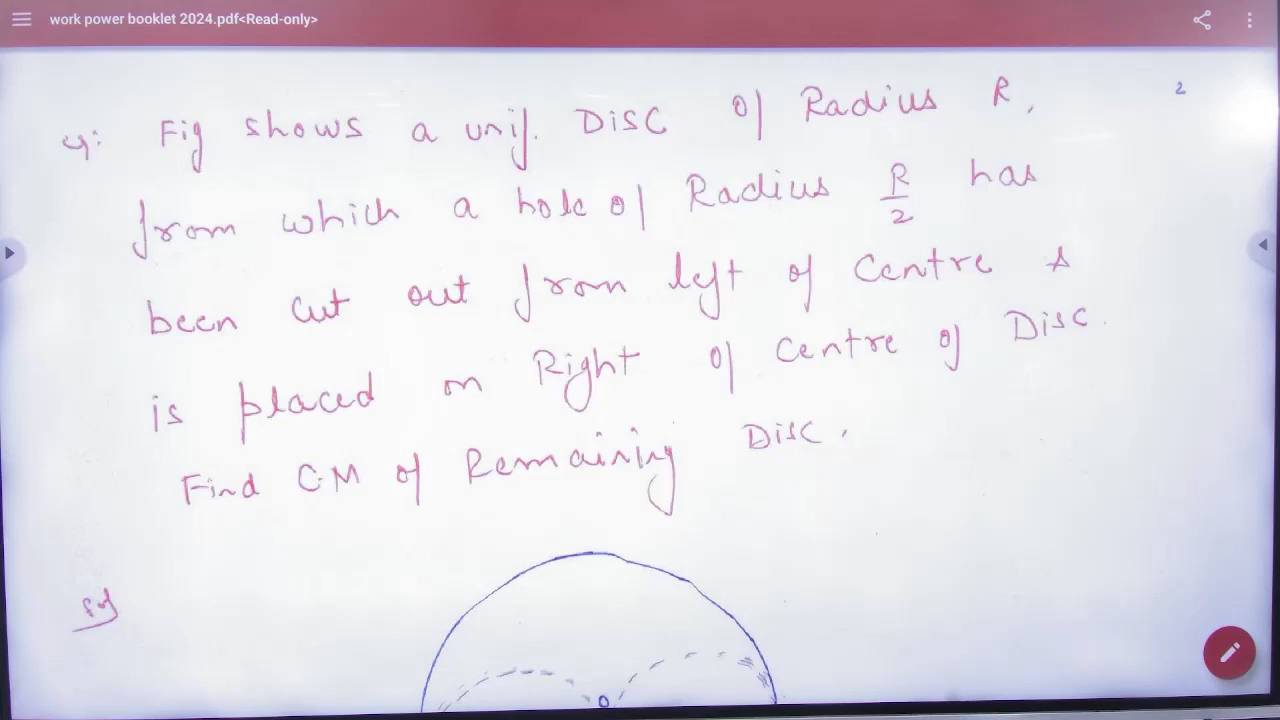 work power booklet 2024.pdf<Read-only>
2
Q: Fig shows a unif. DISC of Radius R,
from which a hole of Radius R/2 has
been cut out from left of centre &
is placed on Right of centre of DISC.
Find C.M of Remaining DISC.
Sol
O